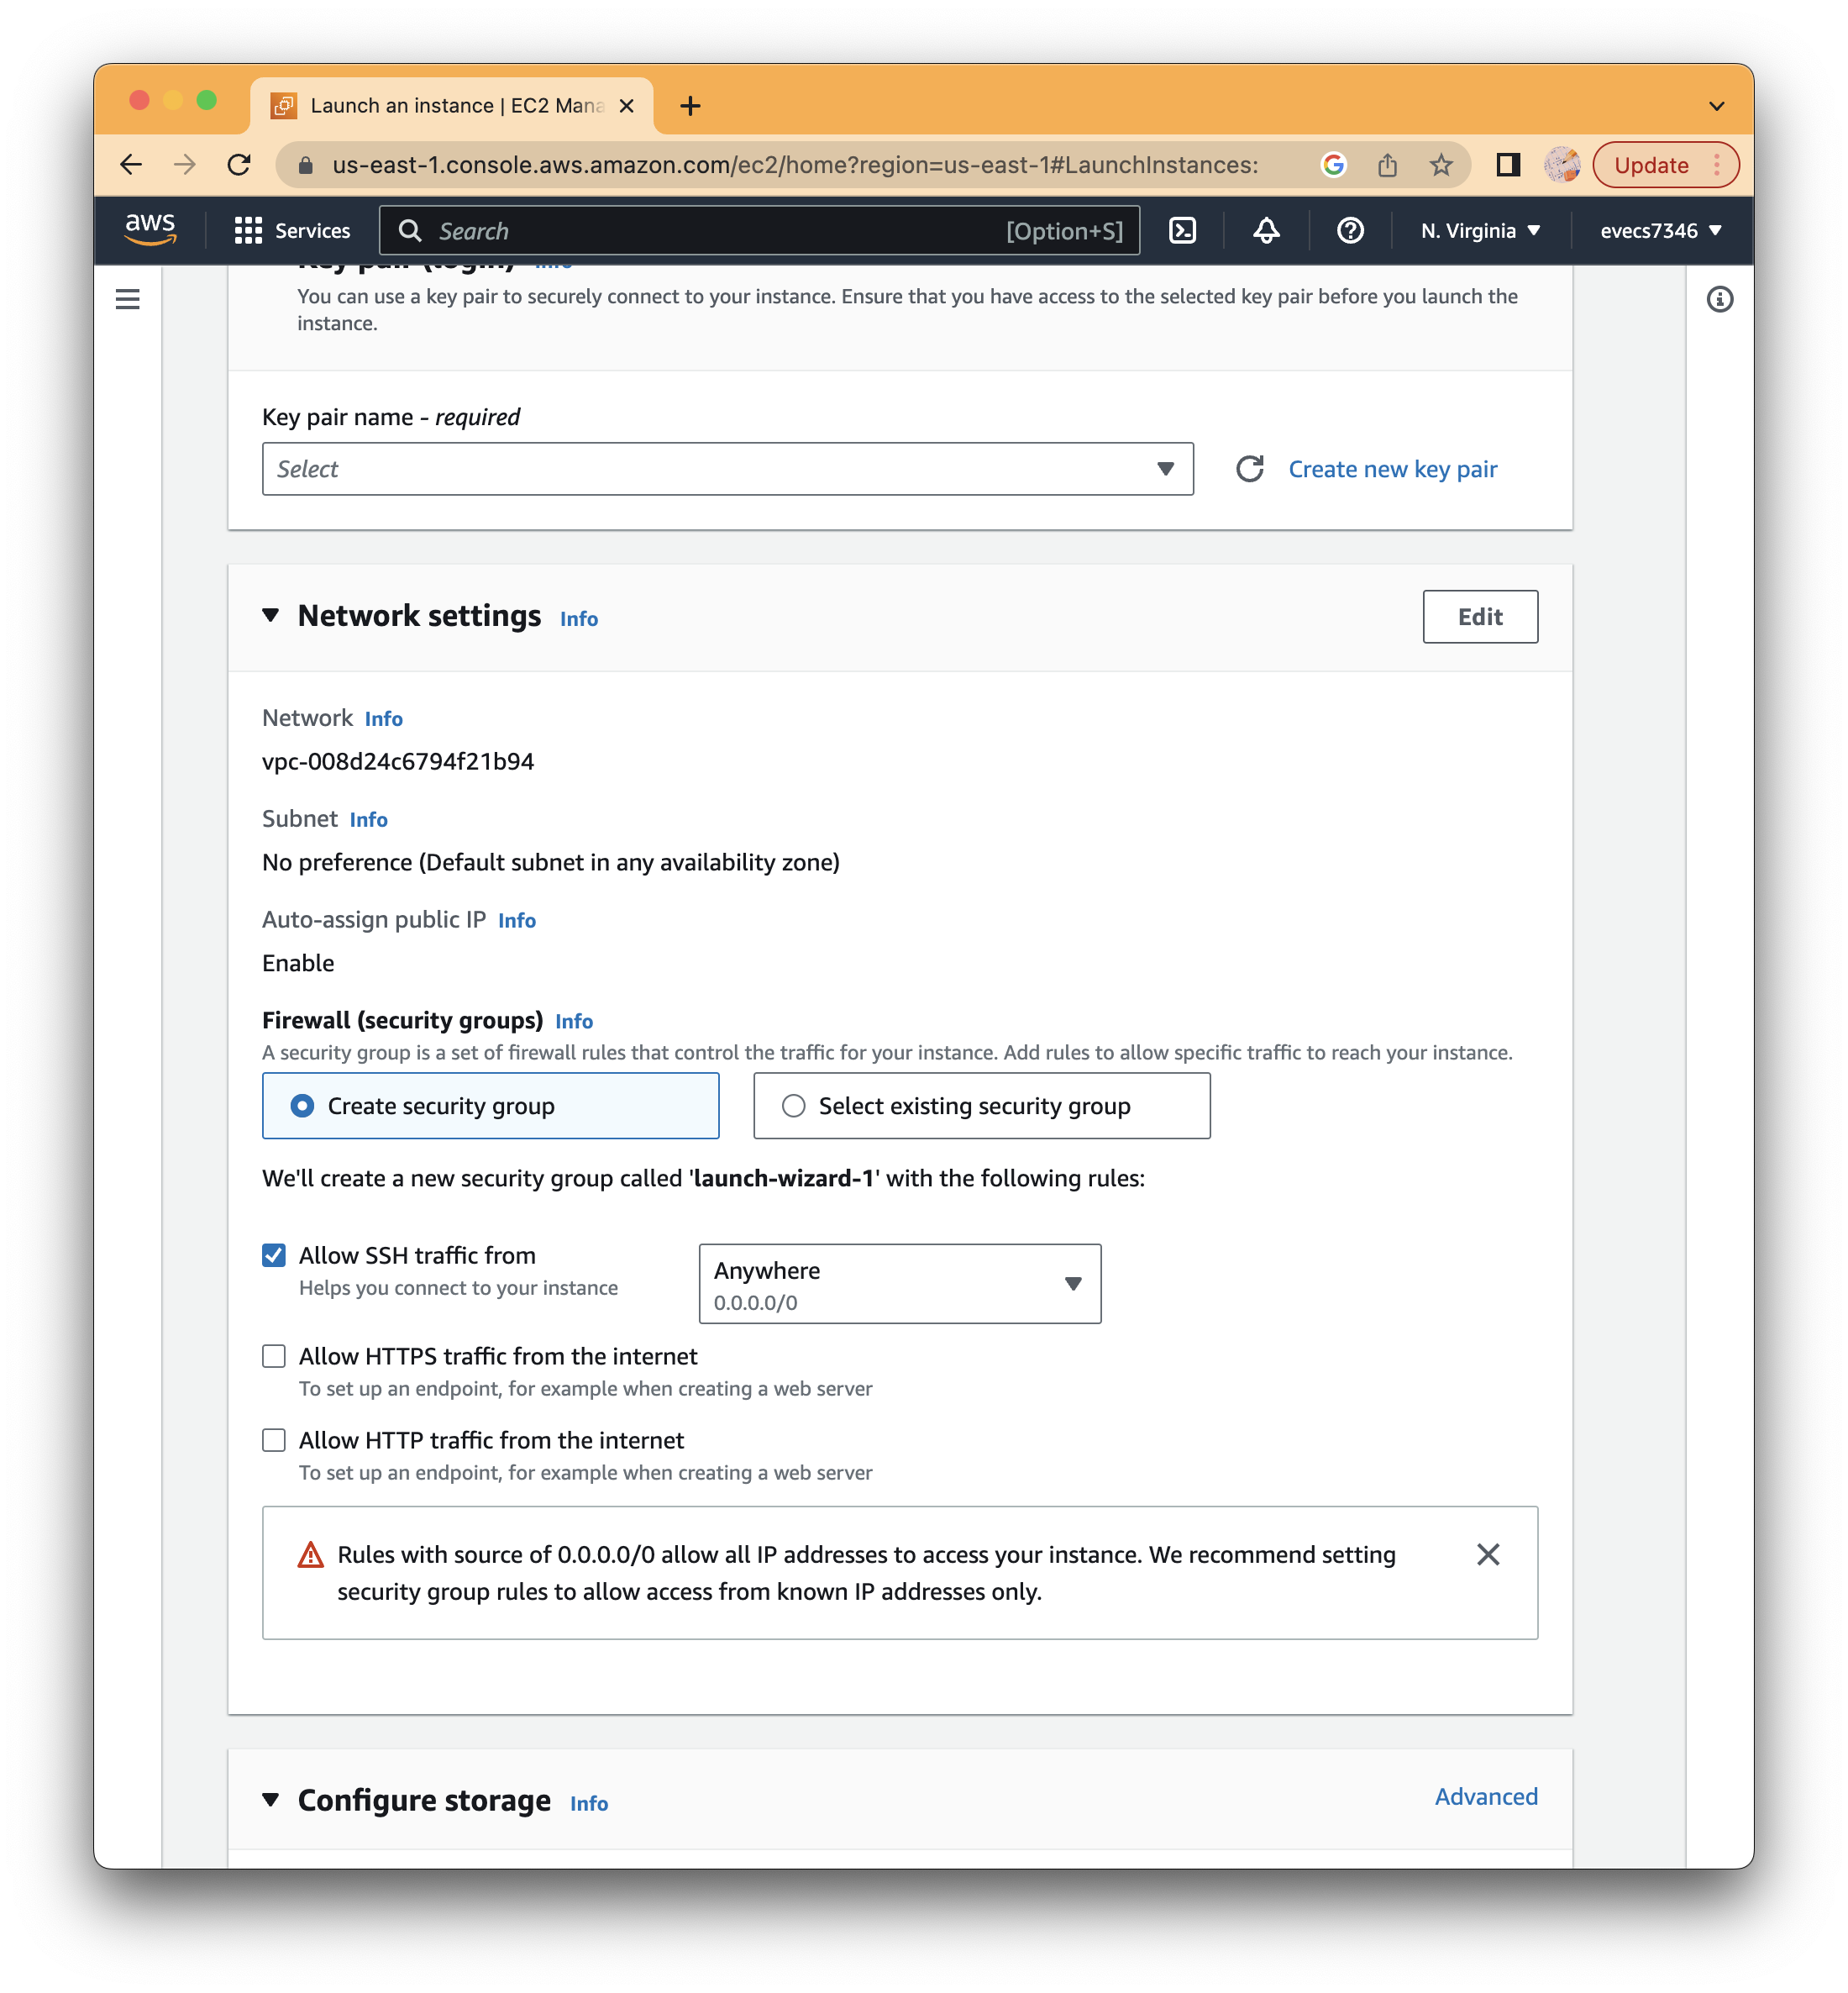 Launch an instance | EC2 Mana
us-east-1.console.aws.amazon.com/ec2/home?region=us-east-1#LaunchInstances:
Update
aws
Services
Search
[Option+S]
N. Virginia
evecs7346
Key pair (login) Info
You can use a key pair to securely connect to your instance. Ensure that you have access to the selected key pair before you launch the
instance.
Key pair name - required
Select
Create new key pair
Network settings Info
Edit
Network Info
vpc-008d24c6794f21b94
Subnet Info
No preference (Default subnet in any availability zone)
Auto-assign public IP Info
Enable
Firewall (security groups) Info
A security group is a set of firewall rules that control the traffic for your instance. Add rules to allow specific traffic to reach your instance.
Create security group
Select existing security group
We'll create a new security group called 'launch-wizard-1' with the following rules:
Allow SSH traffic from
Helps you connect to your instance
Anywhere
0.0.0.0/0
Allow HTTPS traffic from the internet
To set up an endpoint, for example when creating a web server
Allow HTTP traffic from the internet
To set up an endpoint, for example when creating a web server
Rules with source of 0.0.0.0/0 allow all IP addresses to access your instance. We recommend setting
security group rules to allow access from known IP addresses only.
Configure storage Info
Advanced